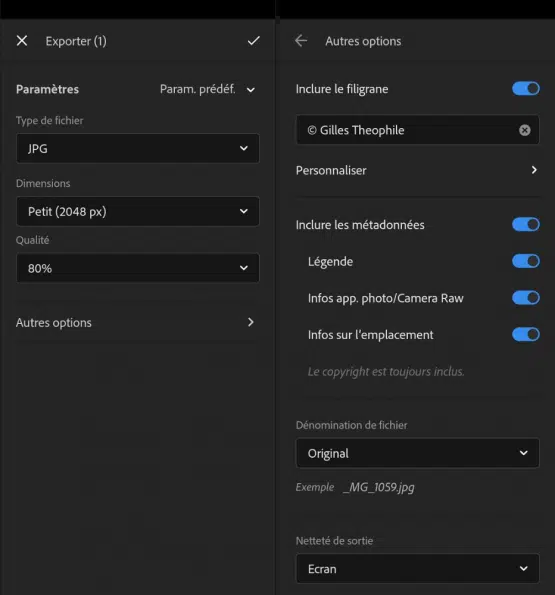 Exporter (1)
Paramètres
Param. prédéf.
Type de fichier
JPG
Dimensions
Petit (2048 px)
Qualité
80%
Autres options
Autres options
Inclure le filigrane
© Gilles Theophile
Personnaliser
Inclure les métadonnées
Légende
Infos app. photo/Camera Raw
Infos sur l'emplacement
Le copyright est toujours inclus.
Dénomination de fichier
Original
Exemple _MG_1059.jpg
Netteté de sortie
Ecran